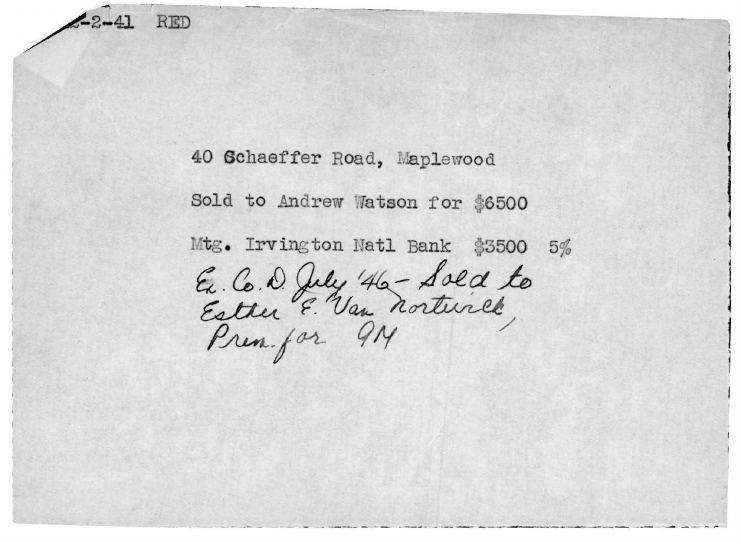 2-2-41 RED
40 Schaeffer Road, Maplewood
Sold to Andrew Watson for $6500
Mtg. Irvington Natl Bank $3500 5%
Ex. Co. D. July '46 - Sold to
Esther E. Van Nortwick,
Prem. for 9M